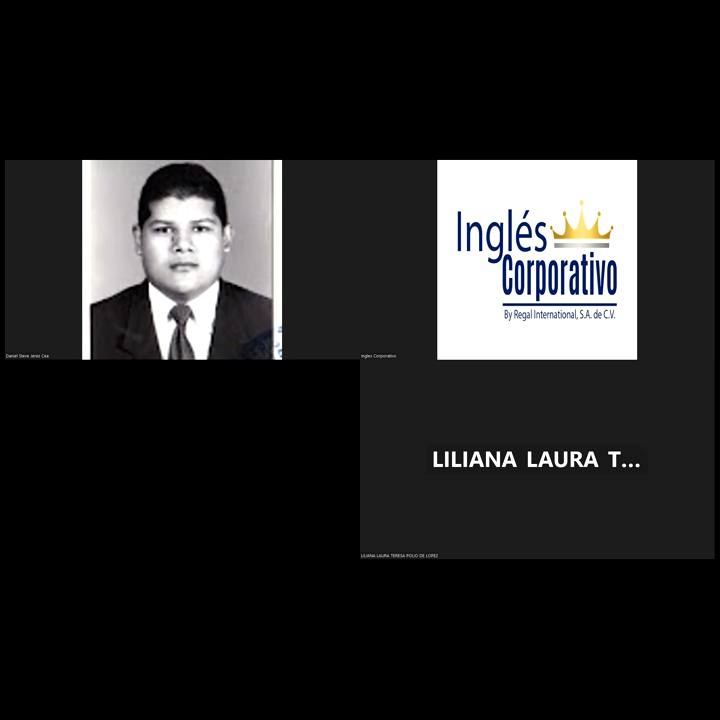 Inglés
Corporativo
By Regal International, S.A. de C.V.
Daniel Steve Jerez Cea
Ingles Corporativo
LILIANA LAURA T...
LILIANA LAURA TERESA POLIO DE LOPEZ